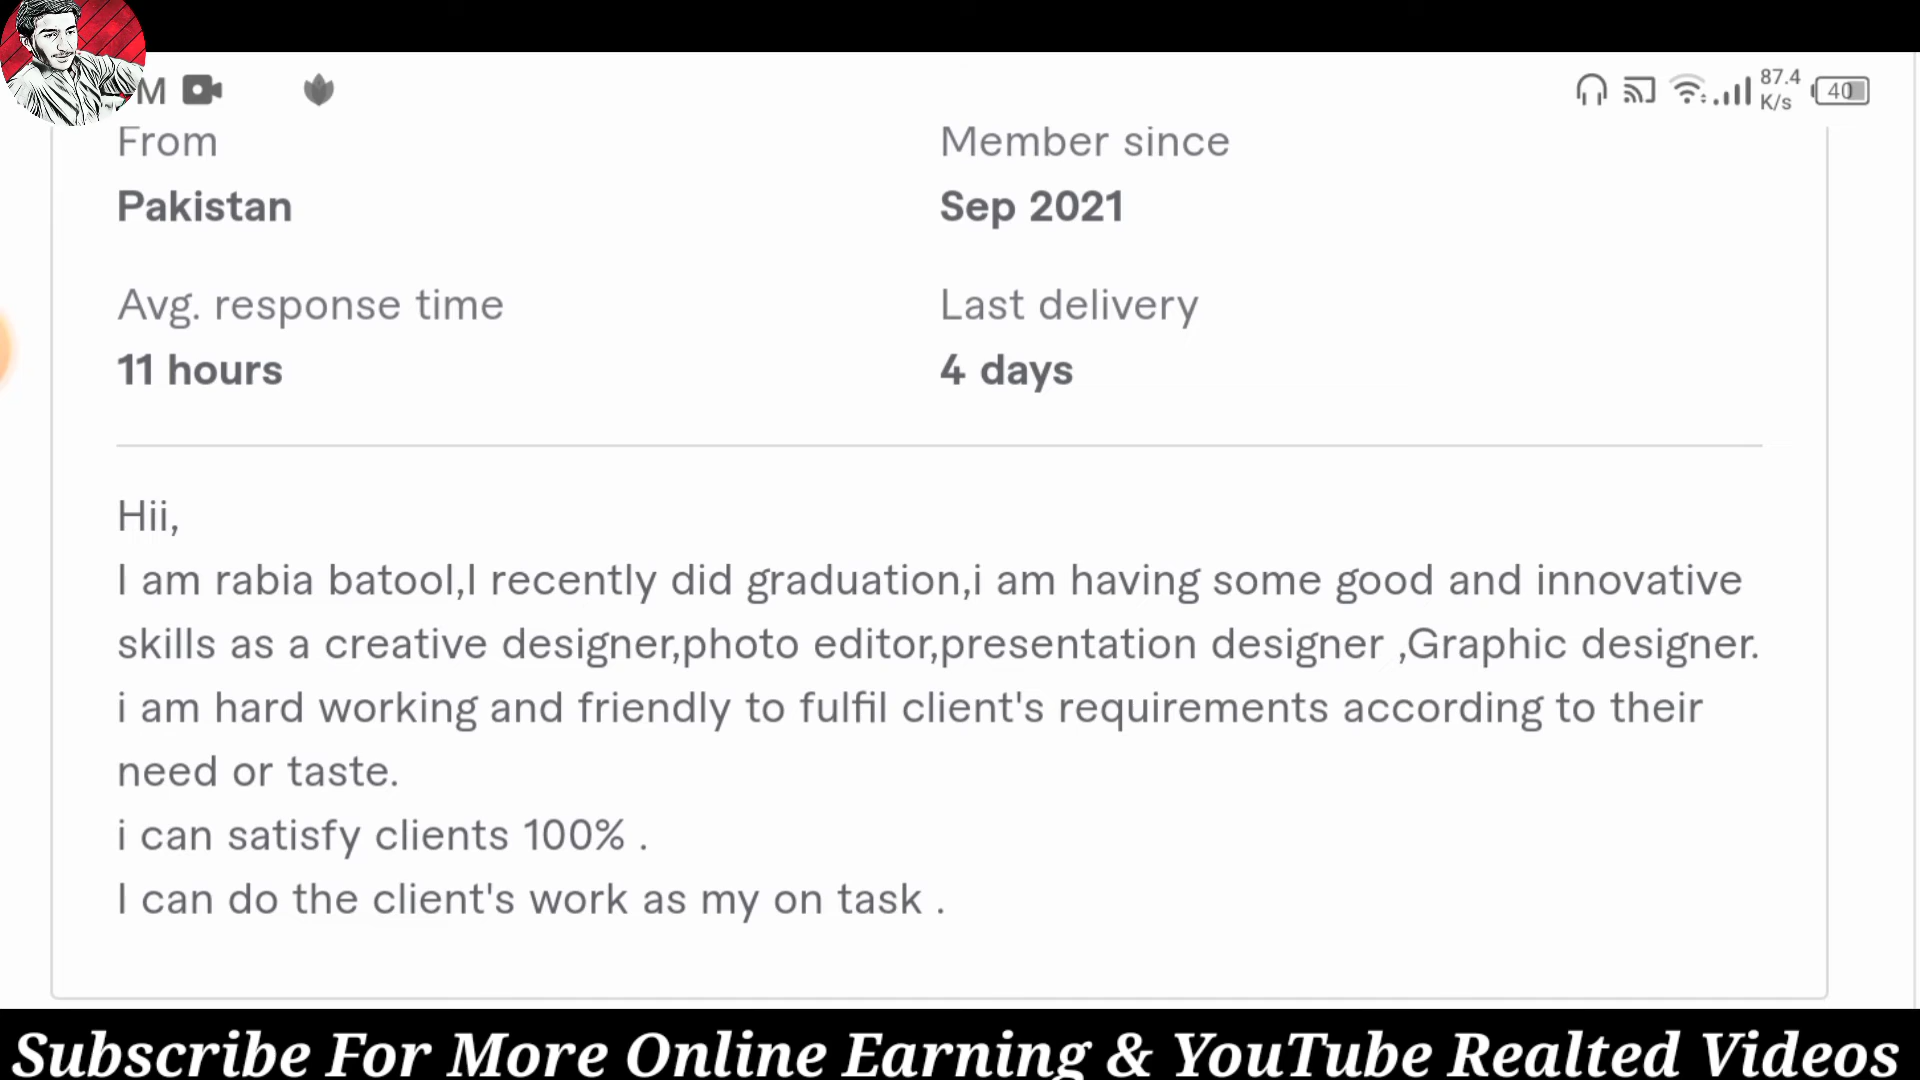 M
87.4
K/s
40
From
Member since
Pakistan
Sep 2021
Avg. response time
Last delivery
11 hours
4 days
Hii,
I am rabia batool,I recently did graduation,i am having some good and innovative
skills as a creative designer,photo editor,presentation designer ,Graphic designer.
i am hard working and friendly to fulfil client's requirements according to their
need or taste.
i can satisfy clients 100% .
I can do the client's work as my on task .
Subscribe For More Online Earning & YouTube Realted Videos